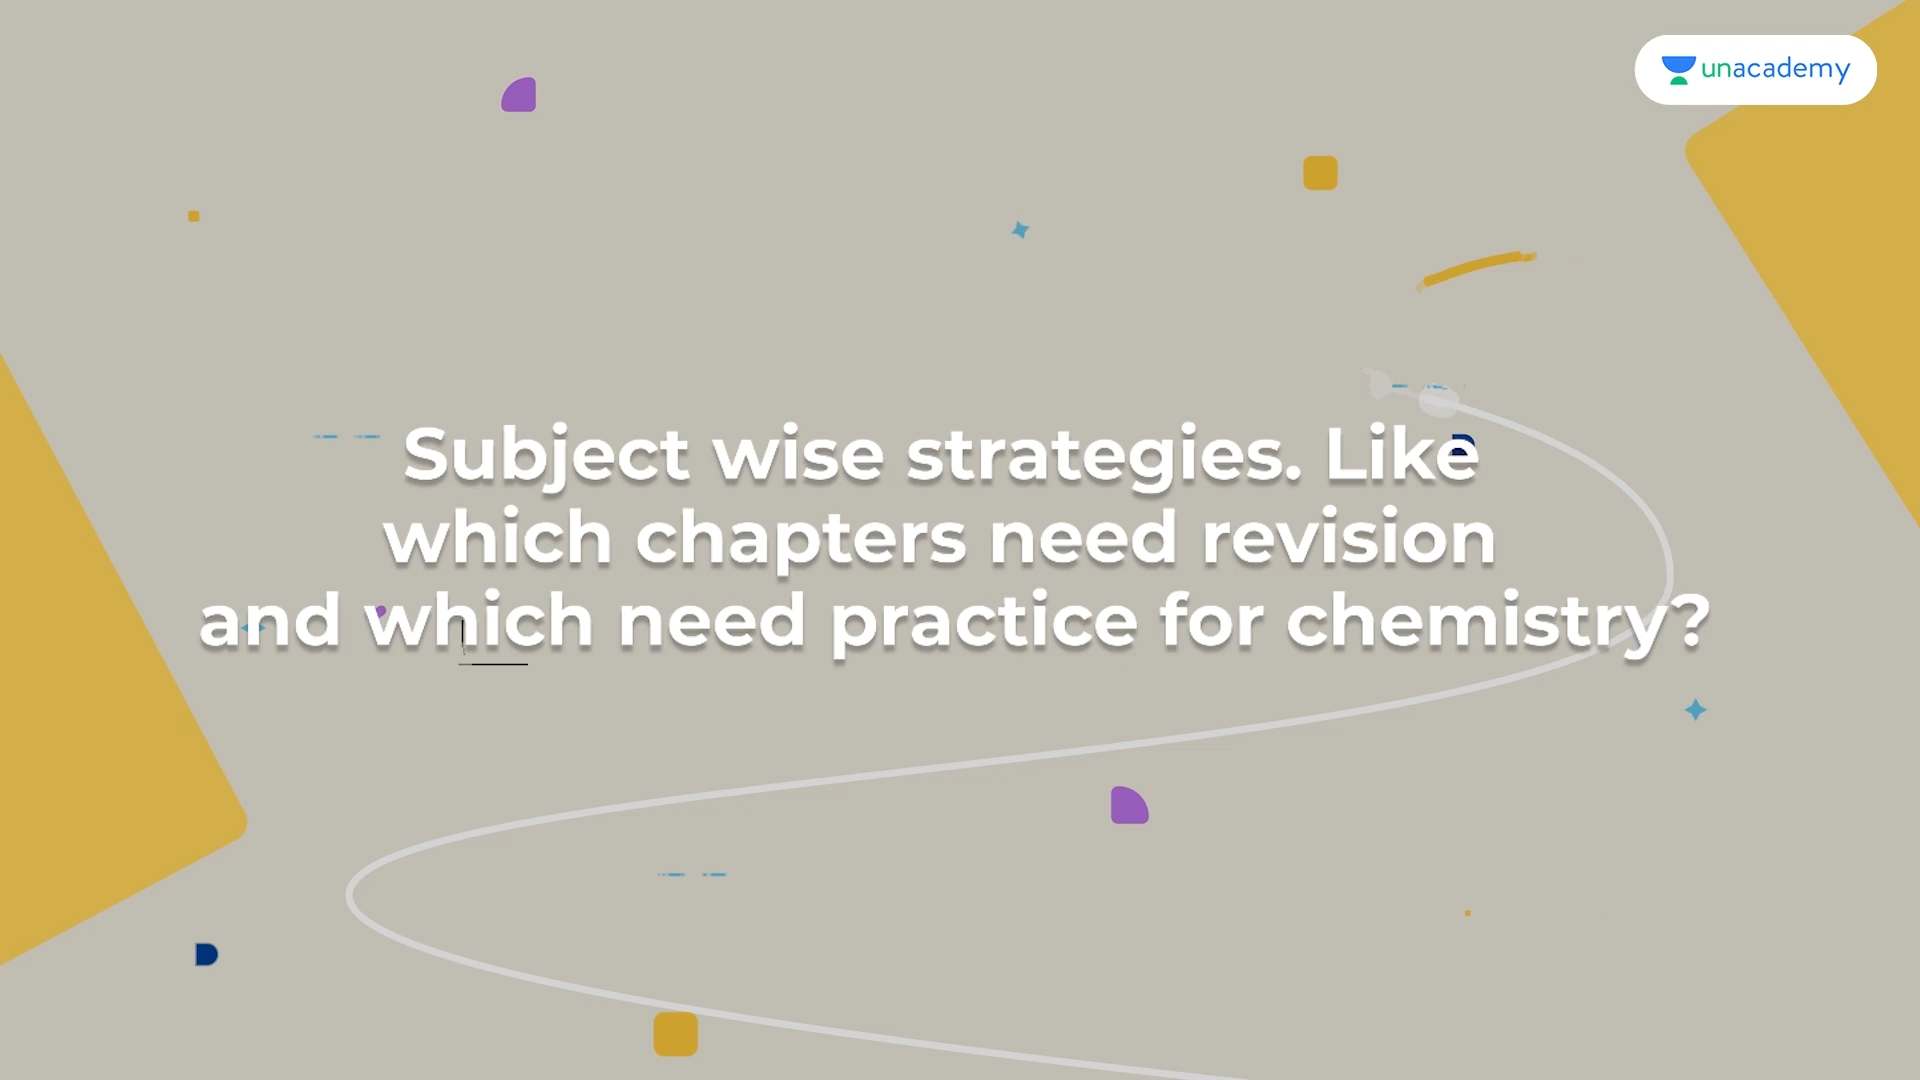 unacademy
Subject wise strategies. Like
which chapters need revision
and which need practice for chemistry?